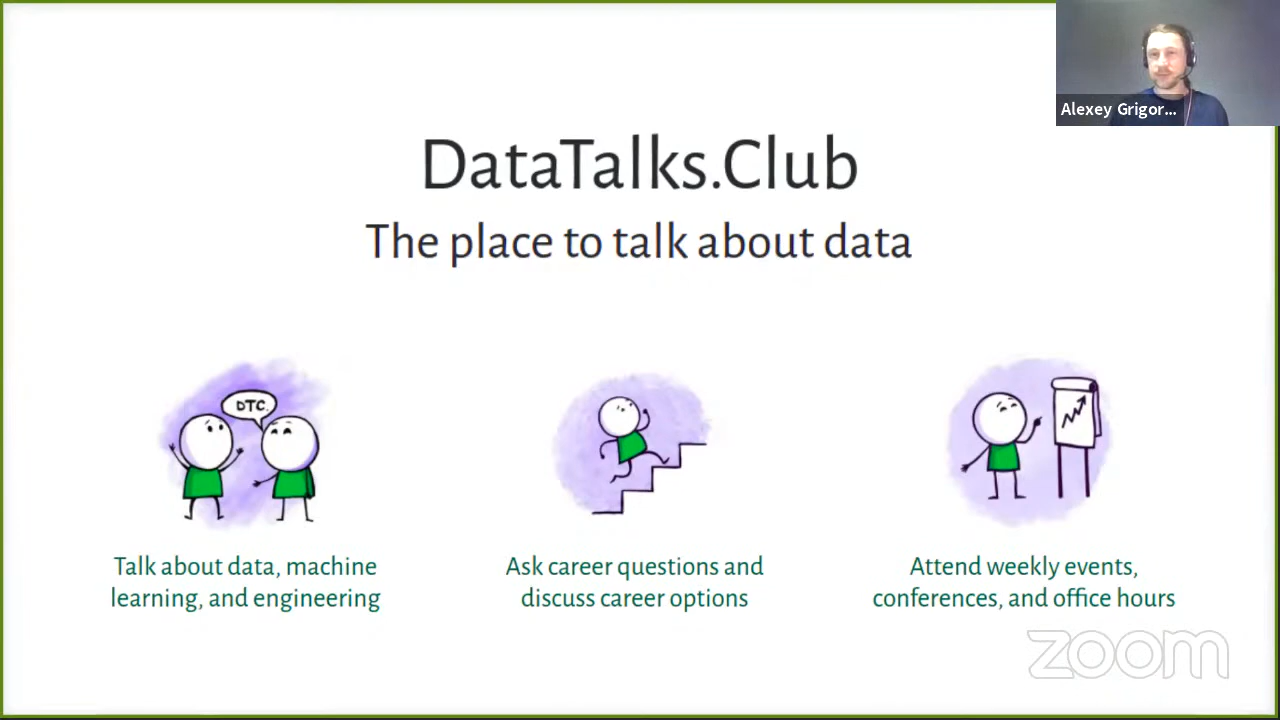 Alexey Grigor...
DataTalks.Club
The place to talk about data
DTC.
Talk about data, machine
learning, and engineering
Ask career questions and
discuss career options
Attend weekly events,
conferences, and office hours
zoom